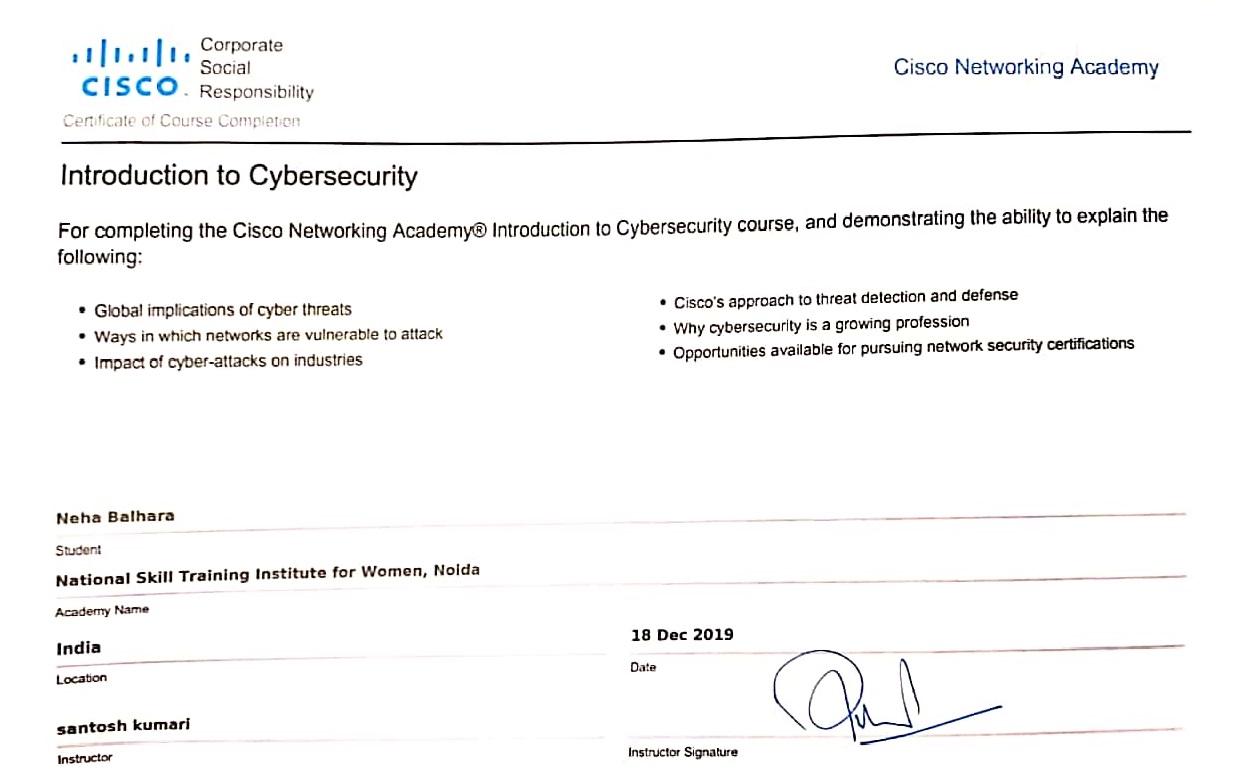 Corporate
Social
CISCO. Responsibility
Cisco Networking Academy
Certificate of Course Completion
Introduction to Cybersecurity
For completing the Cisco Networking Academy® Introduction to Cybersecurity course, and demonstrating the ability to explain the
following:
• Global implications of cyber threats
• Ways in which networks are vulnerable to attack
• Impact of cyber-attacks on industries
• Cisco's approach to threat detection and defense
• Why cybersecurity is a growing profession
• Opportunities available for pursuing network security certifications
Neha Balhara
Student
National Skill Training Institute for Women, Noida
Academy Name
India
Location
18 Dec 2019
Date
santosh kumari
Instructor
Instructor Signature